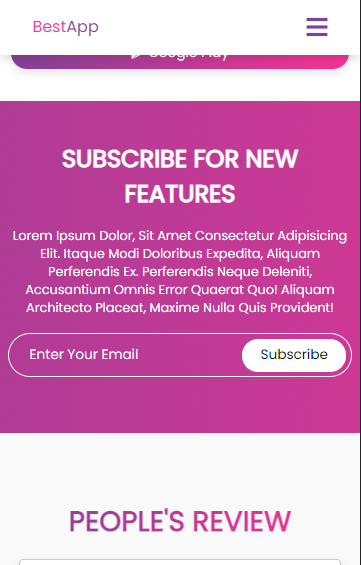 BestApp
Google Play
SUBSCRIBE FOR NEW
FEATURES
Lorem Ipsum Dolor, Sit Amet Consectetur Adipisicing
Elit. Itaque Modi Doloribus Expedita, Aliquam
Perferendis Ex. Perferendis Neque Deleniti,
Accusantium Omnis Error Quaerat Quo! Aliquam
Architecto Placeat, Maxime Nulla Quis Provident!
Enter Your Email Subscribe
PEOPLE'S REVIEW